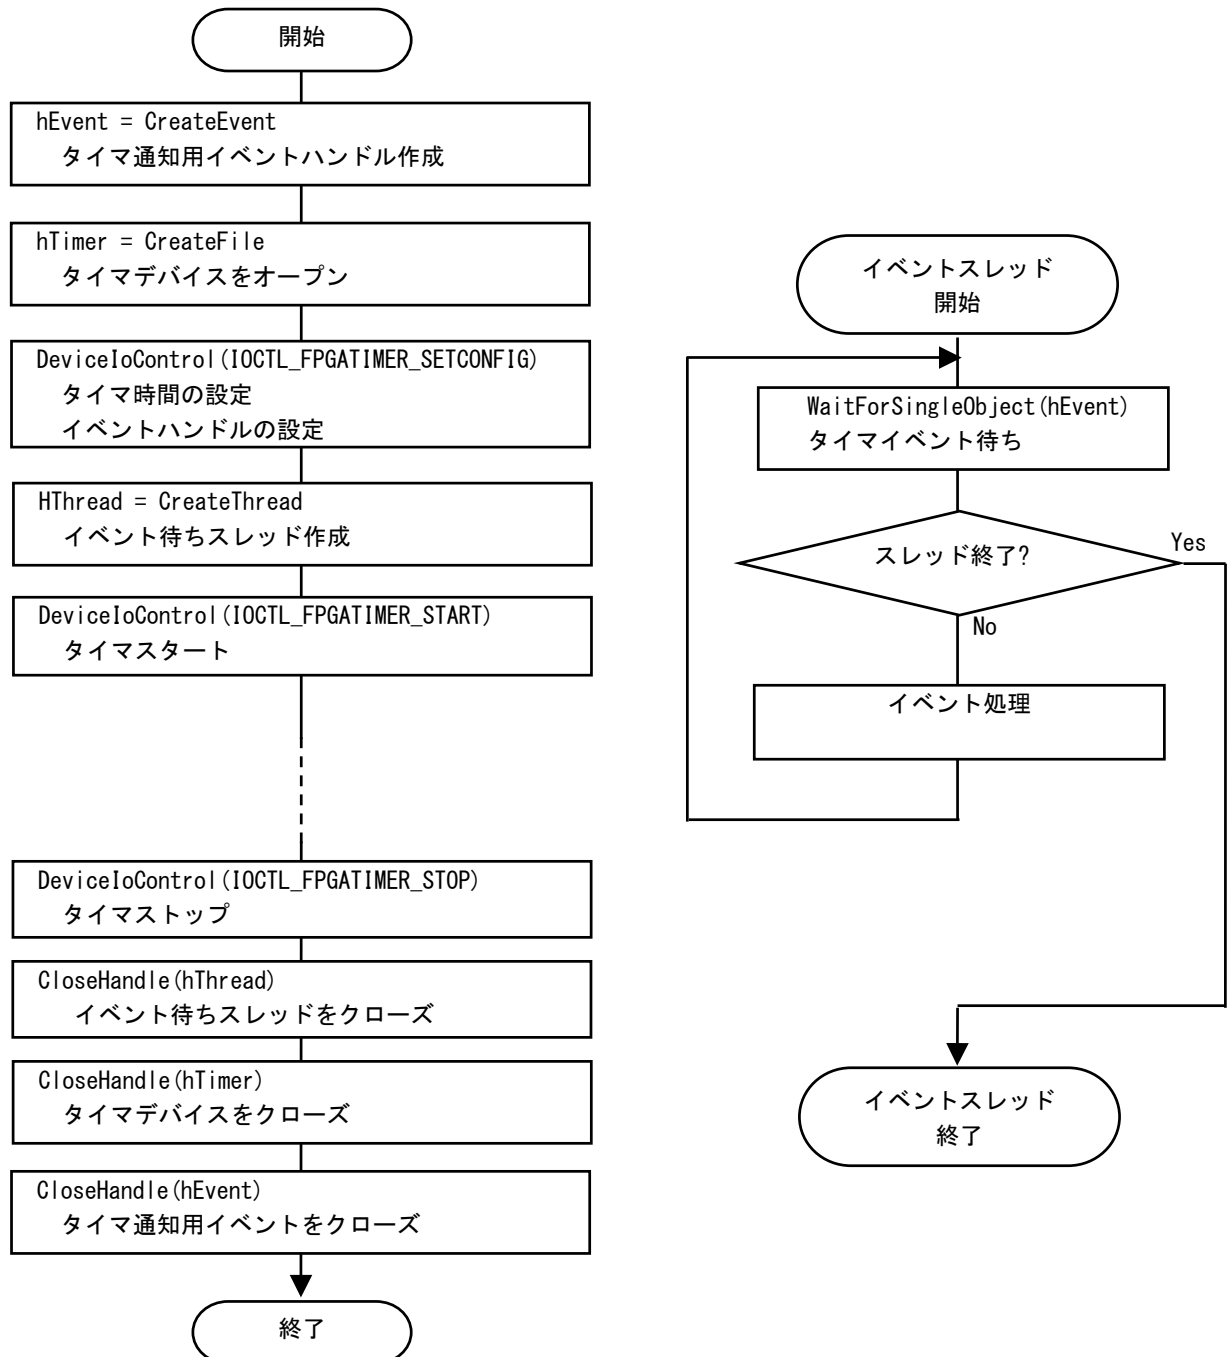 開始
hEvent = CreateEvent
タイマ通知用イベントハンドル作成
hTimer = CreateFile
タイマデバイスをオープン
DeviceIoControl(IOCTL_FPGATIMER_SETCONFIG)
タイマ時間の設定
イベントハンドルの設定
HThread = CreateThread
イベント待ちスレッド作成
DeviceIoControl(IOCTL_FPGATIMER_START)
タイマスタート
DeviceIoControl(IOCTL_FPGATIMER_STOP)
タイマストップ
CloseHandle(hThread)
イベント待ちスレッドをクローズ
CloseHandle(hTimer)
タイマデバイスをクローズ
CloseHandle(hEvent)
タイマ通知用イベントをクローズ
終了
イベントスレッド
開始
WaitForSingleObject(hEvent)
タイマイベント待ち
スレッド終了?
Yes
No
イベント処理
イベントスレッド
終了